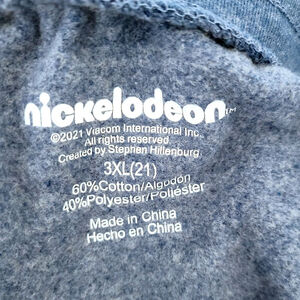 nickelodeon™
©2021 Viacom International Inc.
All rights reserved.
Created by Stephen Hillenburg.
3XL(21)
60%Cotton/Algodón
40%Polyester/Poliéster
Made in China
Hecho en China